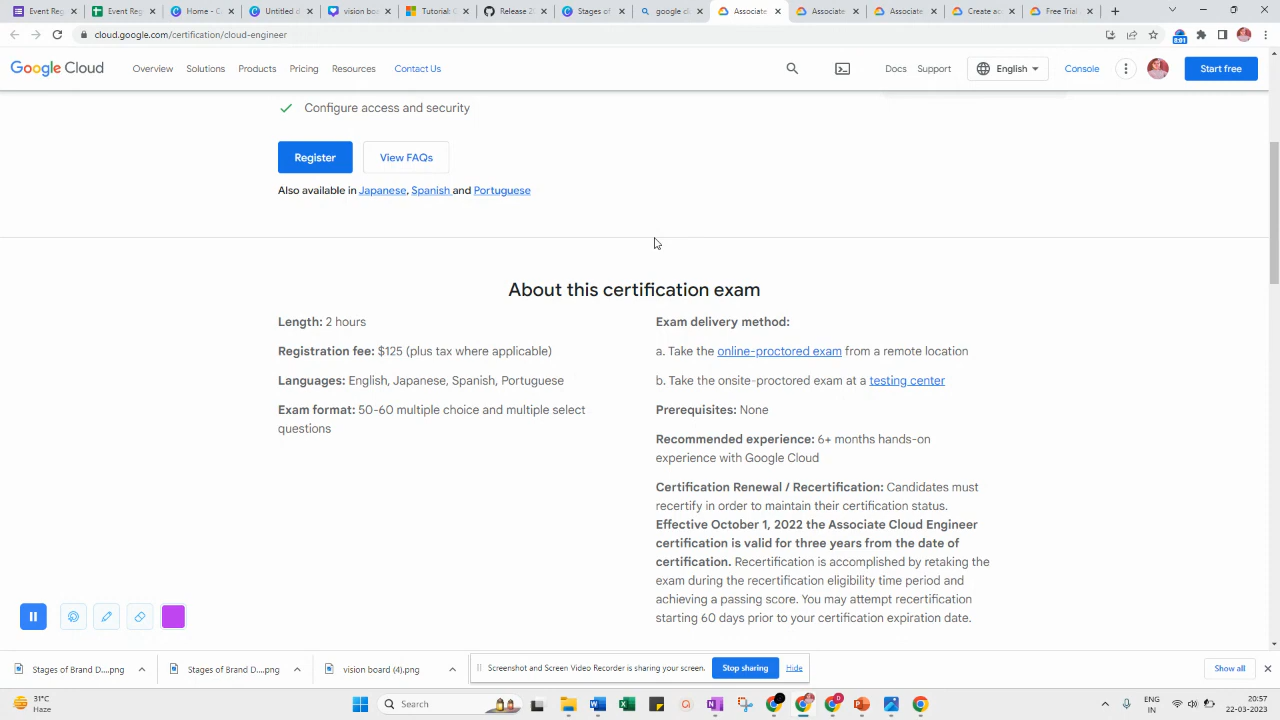 Event Reg
Event Reg
Home - C
Untitled d
vision boa
Tutorial: C
Release 2
Stages of
google cl
Associate
Associate
Associate
Create ac
Free Trial
cloud.google.com/certification/cloud-engineer
8:01
Google Cloud Overview Solutions Products Pricing Resources Contact Us Docs Support English Console Start free
Configure access and security
Register View FAQs
Also available in Japanese, Spanish and Portuguese
About this certification exam
Length: 2 hours
Registration fee: $125 (plus tax where applicable)
Languages: English, Japanese, Spanish, Portuguese
Exam format: 50-60 multiple choice and multiple select
questions
Exam delivery method:
a. Take the online-proctored exam from a remote location
b. Take the onsite-proctored exam at a testing center
Prerequisites: None
Recommended experience: 6+ months hands-on
experience with Google Cloud
Certification Renewal / Recertification: Candidates must
recertify in order to maintain their certification status.
Effective October 1, 2022 the Associate Cloud Engineer
certification is valid for three years from the date of
certification. Recertification is accomplished by retaking the
exam during the recertification eligibility time period and
achieving a passing score. You may attempt recertification
starting 60 days prior to your certification expiration date.
Stages of Brand D....png
Stages of Brand D....png
vision board (4).png
Screenshot and Screen Video Recorder is sharing your screen. Stop sharing Hide
Show all
31°C
Haze
Search
ENG
IN
20:57
22-03-2023